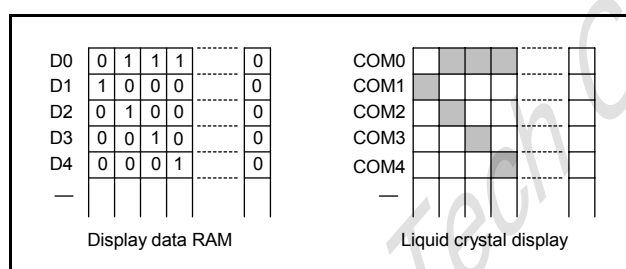 D0 0 1 1 1 0 COM0
D1 1 0 0 0 0 COM1
D2 0 1 0 0 0 COM2
D3 0 0 1 0 0 COM3
D4 0 0 0 1 0 COM4
— —
Display data RAM Liquid crystal display
Tech C